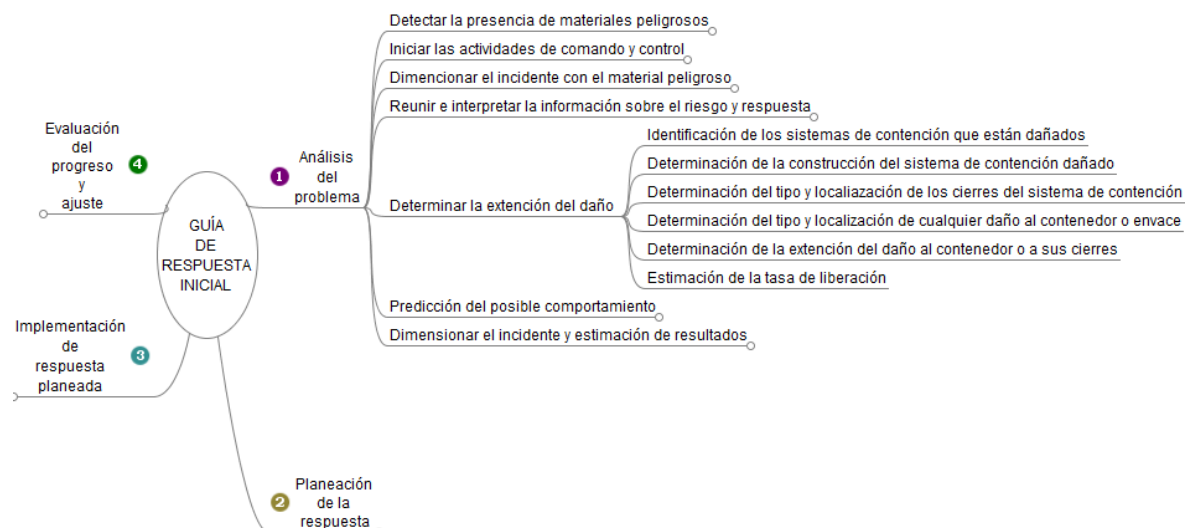 GUÍA
DE
RESPUESTA
INICIAL
1
Análisis
del
problema
Detectar la presencia de materiales peligrosos
Iniciar las actividades de comando y control
Dimencionar el incidente con el material peligroso
Reunir e interpretar la información sobre el riesgo y respuesta
Determinar la extención del daño
Identificación de los sistemas de contención que están dañados
Determinación de la construcción del sistema de contención dañado
Determinación del tipo y localiazación de los cierres del sistema de contención
Determinación del tipo y localización de cualquier daño al contenedor o envace
Determinación de la extención del daño al contenedor o a sus cierres
Estimación de la tasa de liberación
Predicción del posible comportamiento
Dimensionar el incidente y estimación de resultados
2
Planeación
de la
respuesta
3
Implementación
de
respuesta
planeada
4
Evaluación
del
progreso
y
ajuste